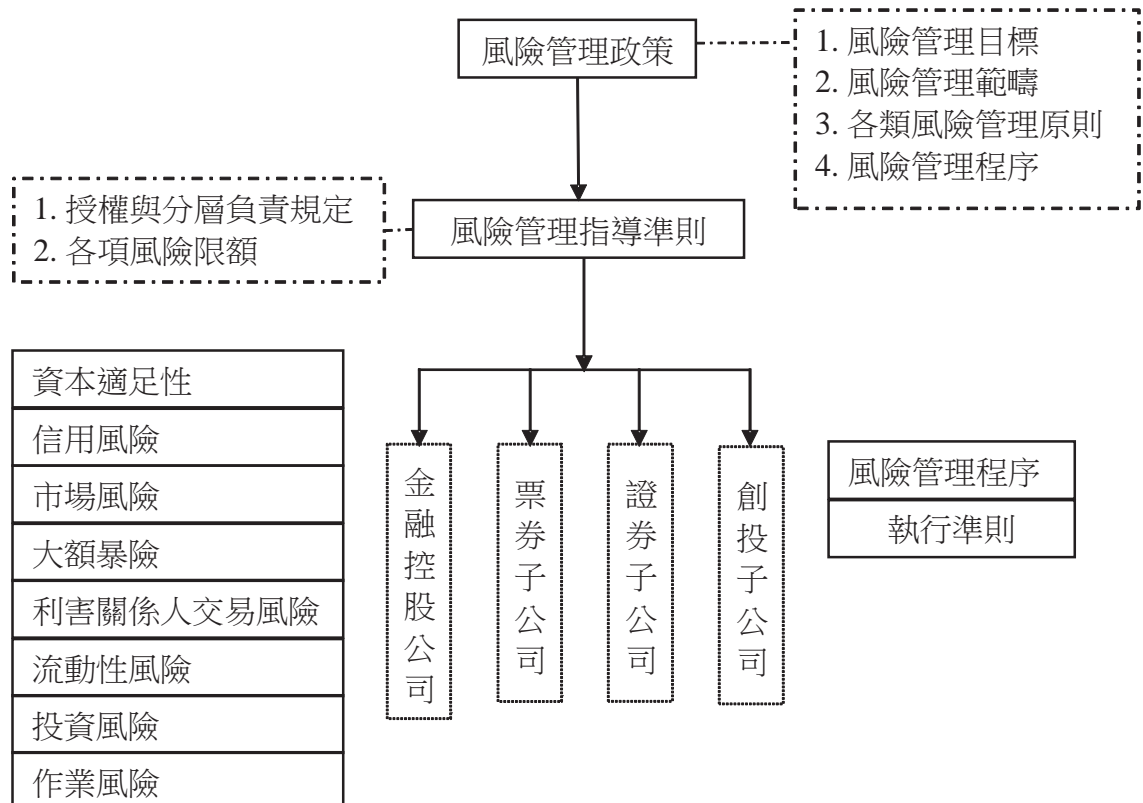 風險管理政策
1. 風險管理目標
2. 風險管理範疇
3. 各類風險管理原則
4. 風險管理程序
1. 授權與分層負責規定
2. 各項風險限額
風險管理指導準則
資本適足性
信用風險
市場風險
大額暴險
利害關係人交易風險
流動性風險
投資風險
作業風險
金融控股公司
票券子公司
證券子公司
創投子公司
風險管理程序
執行準則